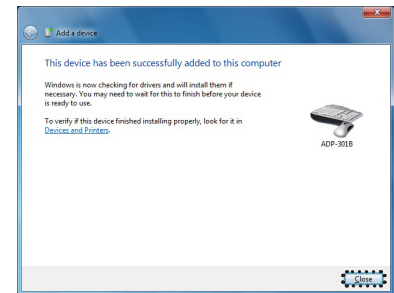 Add a device
This device has been successfully added to this computer
Windows is now checking for drivers and will install them if
necessary. You may need to wait for this to finish before your device
is ready to use.
To verify if this device finished installing properly, look for it in
Devices and Printers.
ADP-301B
Close